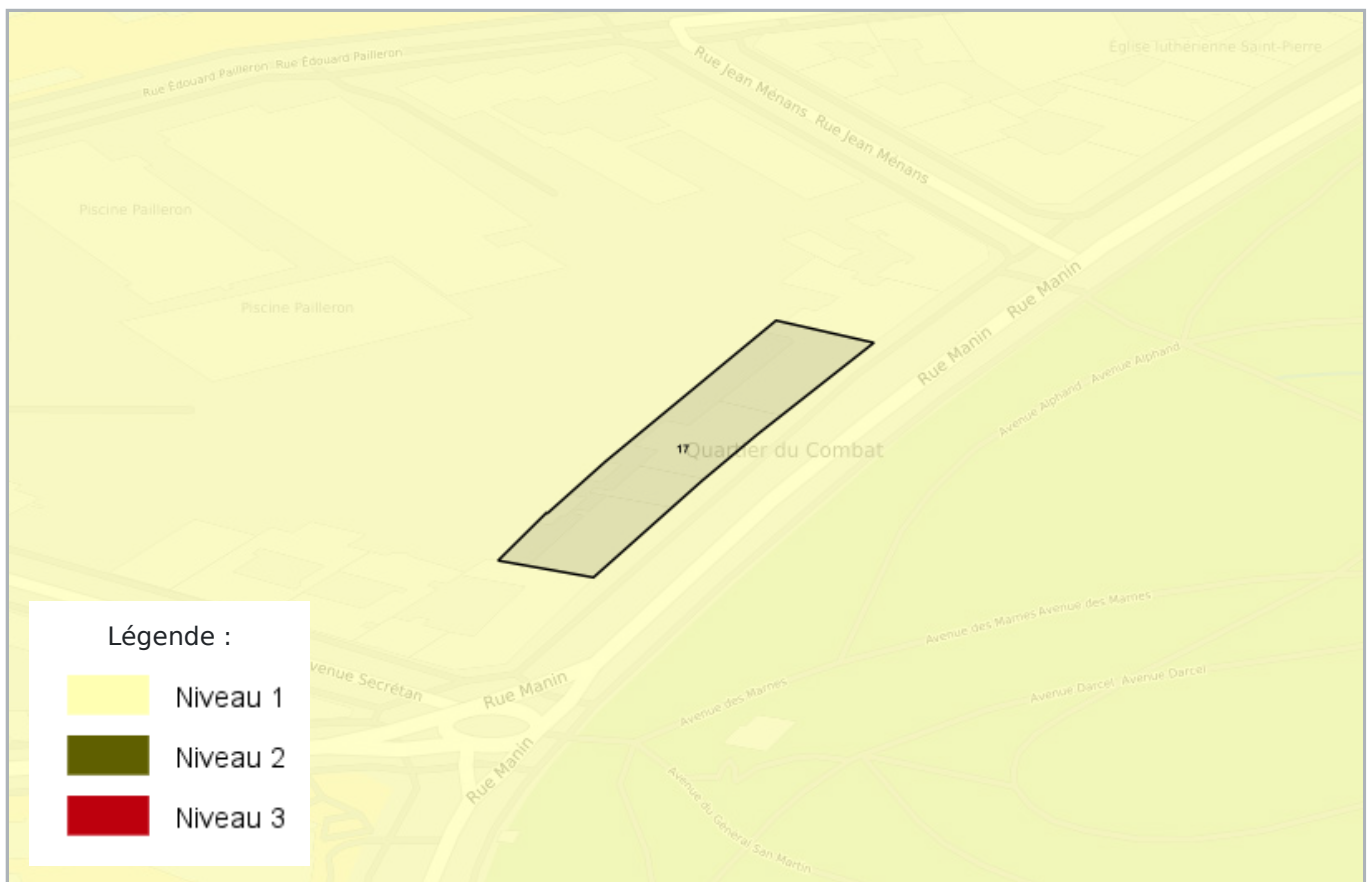 Église luthérienne Saint-Pierre
Rue Édouard Pailleron Rue Édouard Pailleron
Rue Jean Ménans Rue Jean Ménans
Piscine Pailleron
Piscine Pailleron
Rue Manin Rue Manin
Avenue Alphand Avenue Alphand
17
Quartier du Combat
Avenue des Marnes Avenue des Marnes
Avenue Darcel Avenue Darcel
Avenue des Marnes
Avenue du Général San Martin
venue Secrétan
Rue Manin
Rue Manin
Légende :
Niveau 1
Niveau 2
Niveau 3